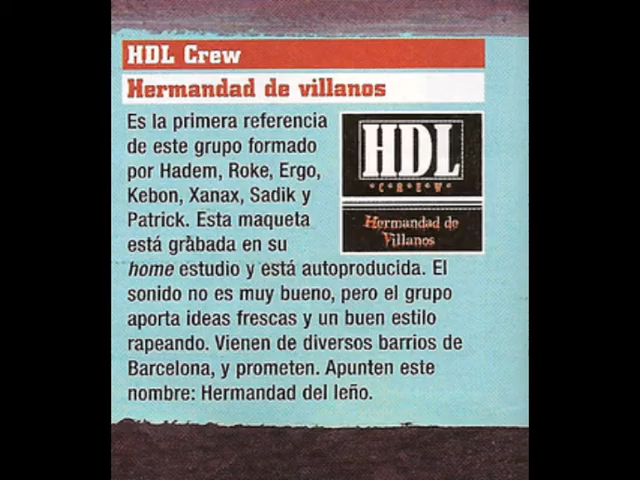 HDL Crew
Hermandad de villanos
Es la primera referencia
de este grupo formado
por Hadem, Roke, Ergo,
Kebon, Xanax, Sadik y
Patrick. Esta maqueta
está grabada en su
home estudio y está autoproducida. El
sonido no es muy bueno, pero el grupo
aporta ideas frescas y un buen estilo
rapeando. Vienen de diversos barrios de
Barcelona, y prometen. Apunten este
nombre: Hermandad del leño.
HDL
CREW
Hermandad de
Villanos